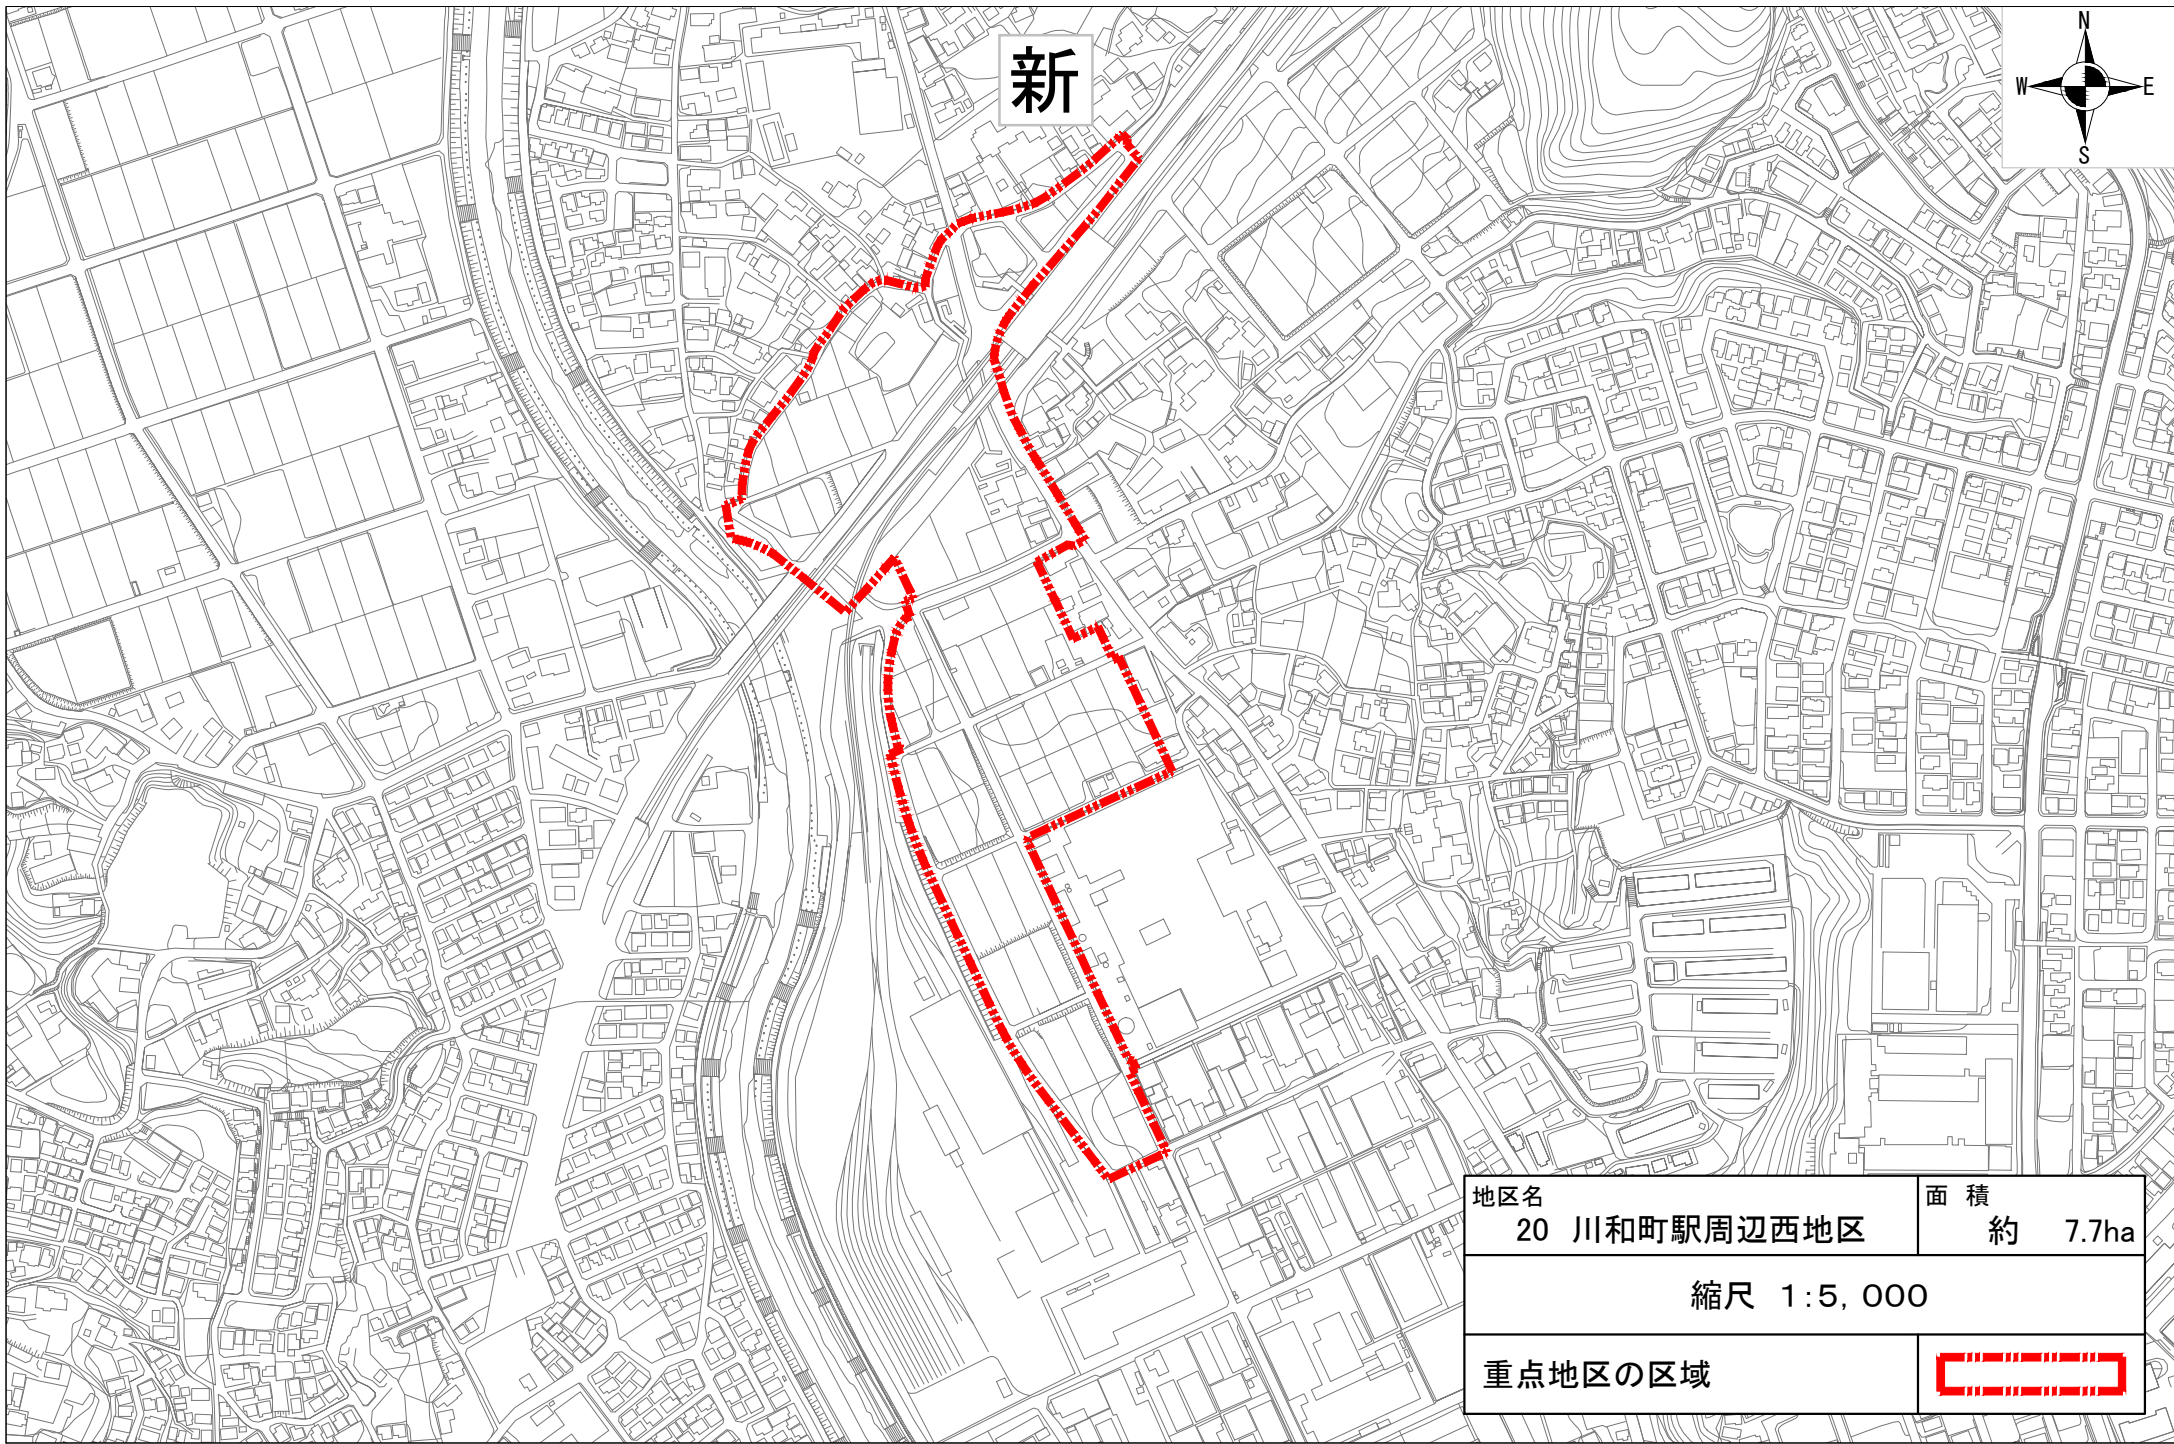 新
N
W E
S
地区名
20 川和町駅周辺西地区
面 積
約 7.7ha
縮尺 1:5,000
重点地区の区域